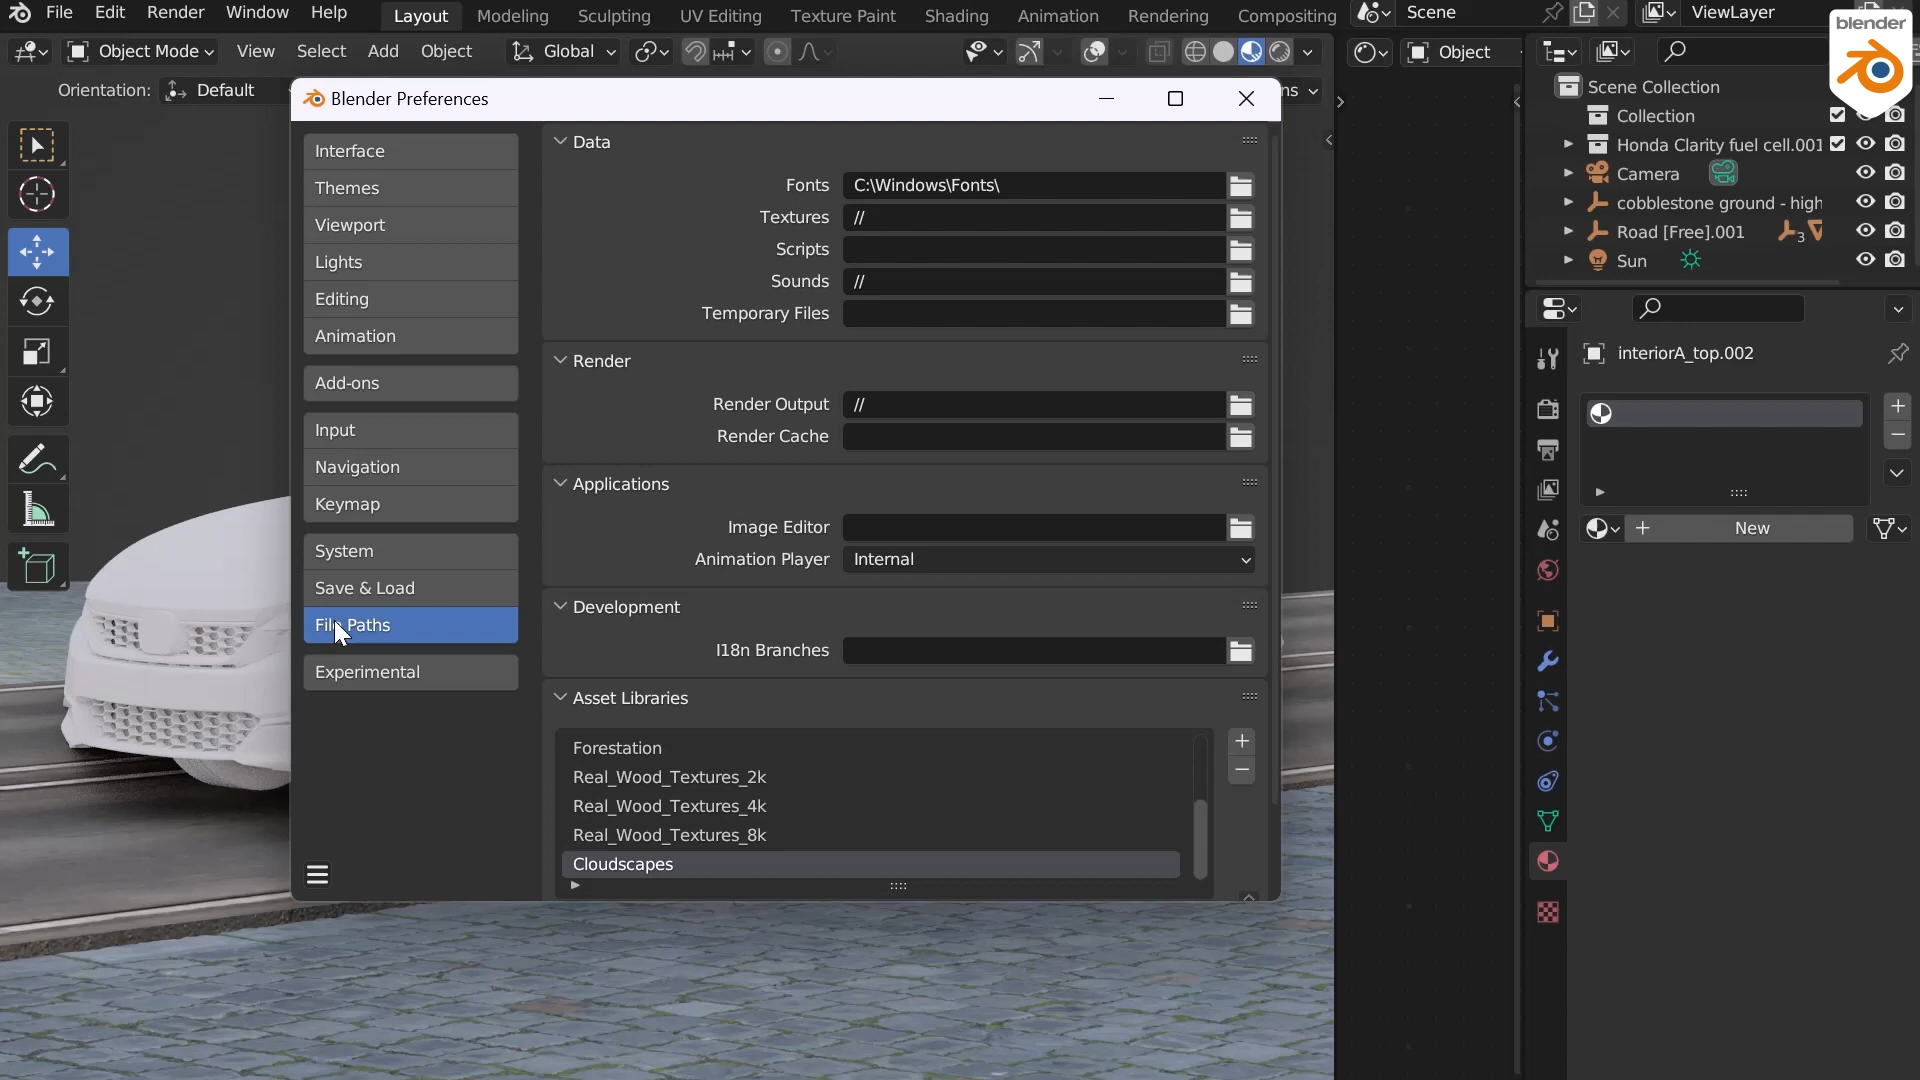 File Edit Render Window Help Layout Modeling Sculpting UV Editing Texture Paint Shading Animation Rendering Compositing Scene ViewLayer
blender
Object Mode View Select Add Object Global Object
Orientation: Default ns
Blender Preferences
Interface
Themes
Viewport
Lights
Editing
Animation
Add-ons
Input
Navigation
Keymap
System
Save & Load
File Paths
Experimental
Data
Fonts C:\Windows\Fonts\
Textures //
Scripts
Sounds //
Temporary Files
Render
Render Output //
Render Cache
Applications
Image Editor
Animation Player Internal
Development
I18n Branches
Asset Libraries
Forestation
Real_Wood_Textures_2k
Real_Wood_Textures_4k
Real_Wood_Textures_8k
Cloudscapes
Scene Collection
Collection
Honda Clarity fuel cell.001
Camera
cobblestone ground - high
Road [Free].001 3
Sun
interiorA_top.002
New